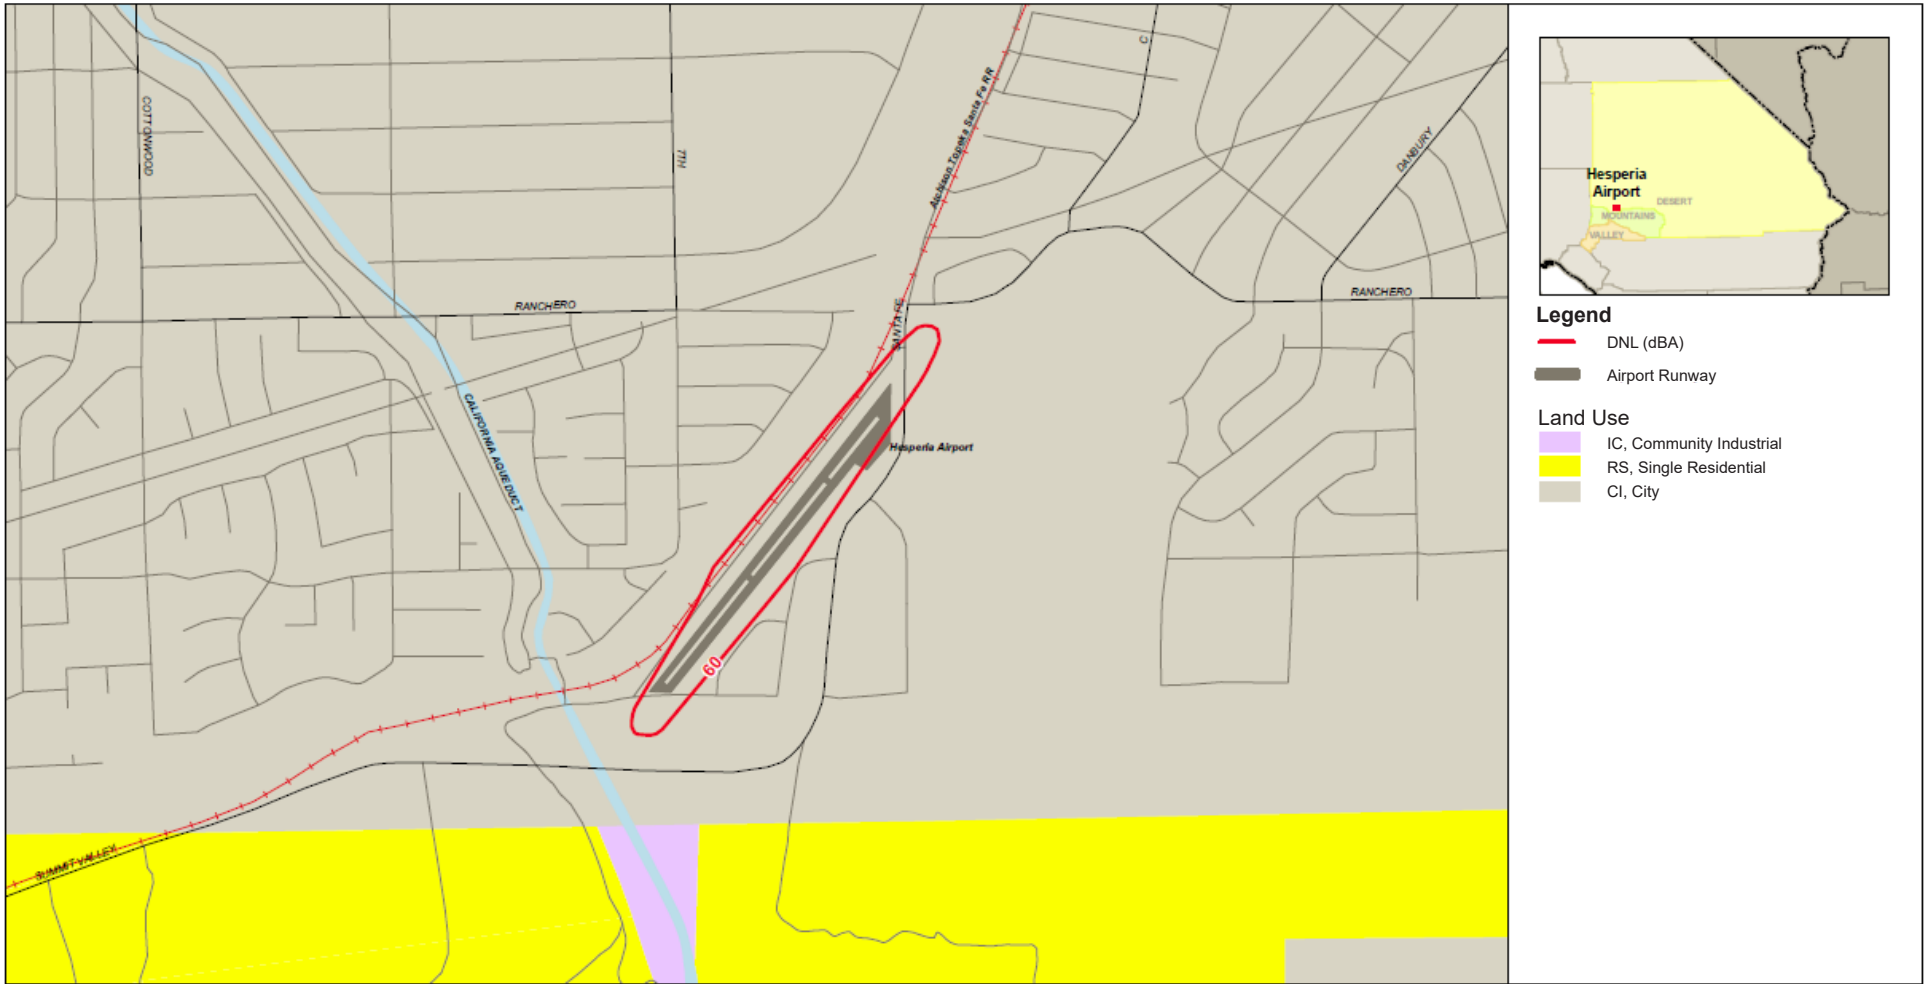 COTTONWOOD
7TH
Atchison Topeka Santa Fe RR
C
DANBURY
RANCHERO
SANTA FE
RANCHERO
CALIFORNIA AQUEDUCT
Hesperia Airport
60
SUMMIT VALLEY
Hesperia
Airport
DESERT
MOUNTAINS
VALLEY
Legend
DNL (dBA)
Airport Runway
Land Use
IC, Community Industrial
RS, Single Residential
CI, City